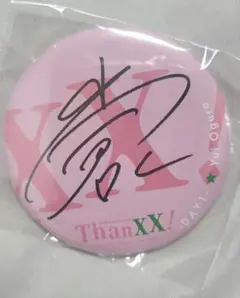 XX
ThanXX!
DAY1- ★ Yui Ogura